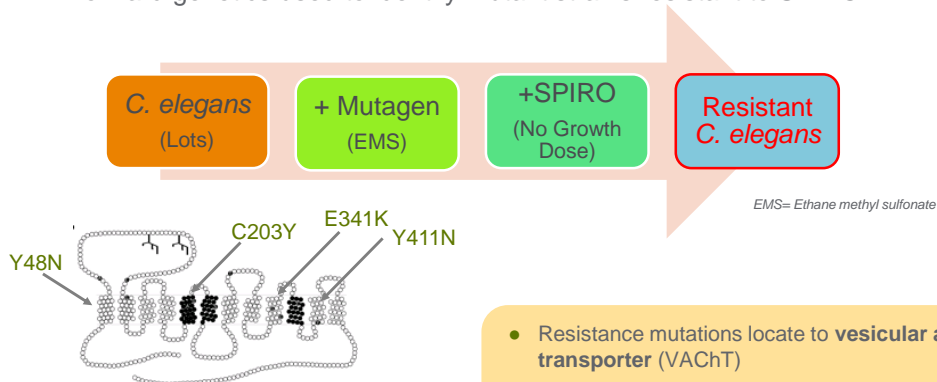 C. elegans
(Lots)
+ Mutagen
(EMS)
+SPIRO
(No Growth
Dose)
Resistant
C. elegans
EMS= Ethane methyl sulfonate
Y48N
C203Y
E341K
Y411N
• Resistance mutations locate to vesicular
transporter (VAChT)